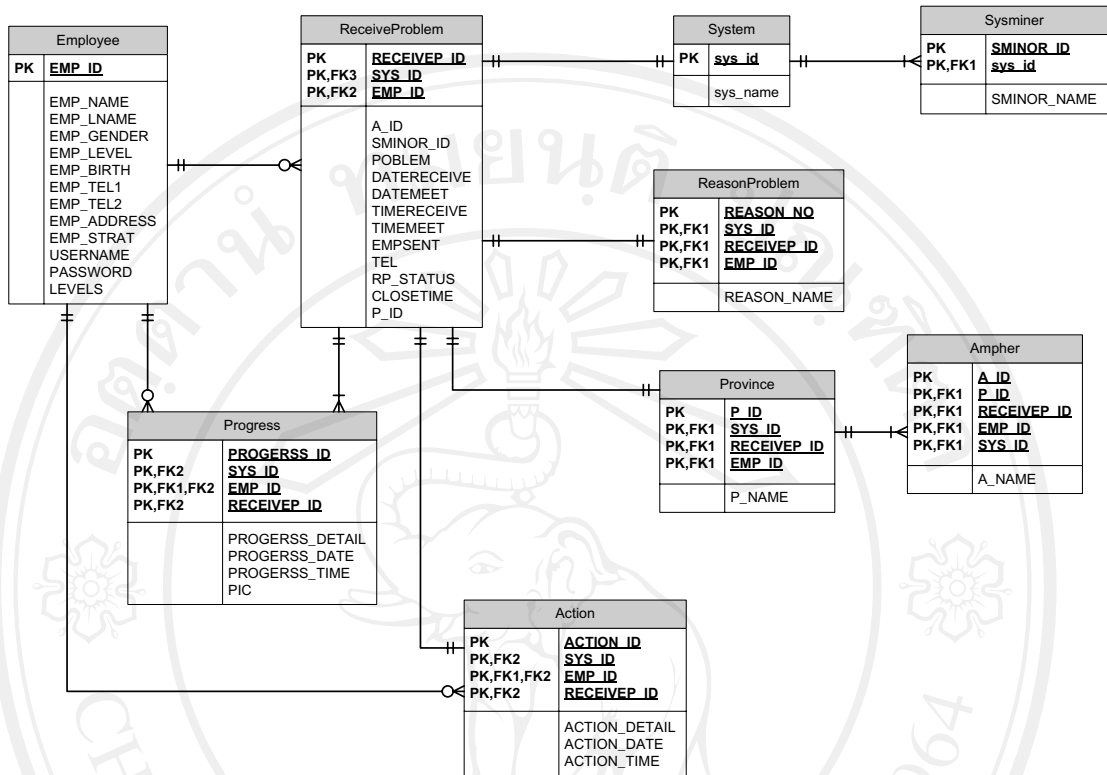 Employee
PK EMP_ID
EMP_NAME
EMP_LNAME
EMP_GENDER
EMP_LEVEL
EMP_BIRTH
EMP_TEL1
EMP_TEL2
EMP_ADDRESS
EMP_STRAT
USERNAME
PASSWORD
LEVELS
ReceiveProblem
PK RECEIVEP_ID
PK,FK3 SYS_ID
PK,FK2 EMP_ID
A_ID
SMINOR_ID
POBLEM
DATERECEIVE
DATEMEET
TIMERECEIVE
TIMEMEET
EMPSENT
TEL
RP_STATUS
CLOSETIME
P_ID
System
PK sys_id
sys_name
Sysminer
PK SMINOR_ID
PK,FK1 sys_id
SMINOR_NAME
ReasonProblem
PK REASON_NO
PK,FK1 SYS_ID
PK,FK1 RECEIVEP_ID
PK,FK1 EMP_ID
REASON_NAME
Province
PK P_ID
PK,FK1 SYS_ID
PK,FK1 RECEIVEP_ID
PK,FK1 EMP_ID
P_NAME
Ampher
PK A_ID
PK,FK1 P_ID
PK,FK1 RECEIVEP_ID
PK,FK1 EMP_ID
PK,FK1 SYS_ID
A_NAME
Progress
PK PROGERSS_ID
PK,FK2 SYS_ID
PK,FK1,FK2 EMP_ID
PK,FK2 RECEIVEP_ID
PROGERSS_DETAIL
PROGERSS_DATE
PROGERSS_TIME
PIC
Action
PK ACTION_ID
PK,FK2 SYS_ID
PK,FK1,FK2 EMP_ID
PK,FK2 RECEIVEP_ID
ACTION_DETAIL
ACTION_DATE
ACTION_TIME